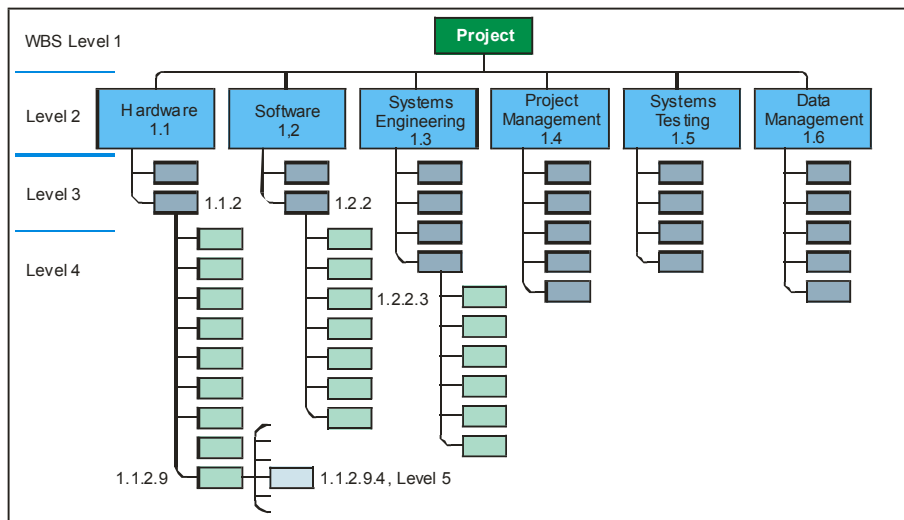 WBS Level 1
Project
Level 2
Hardware
1.1
Software
1,2
Systems
Engineering
1.3
Project
Management
1.4
Systems
Testing
1.5
Data
Management
1.6
Level 3
1.1.2
1.2.2
Level 4
1.2.2.3
1.1.2.9
1.1.2.9.4, Level 5